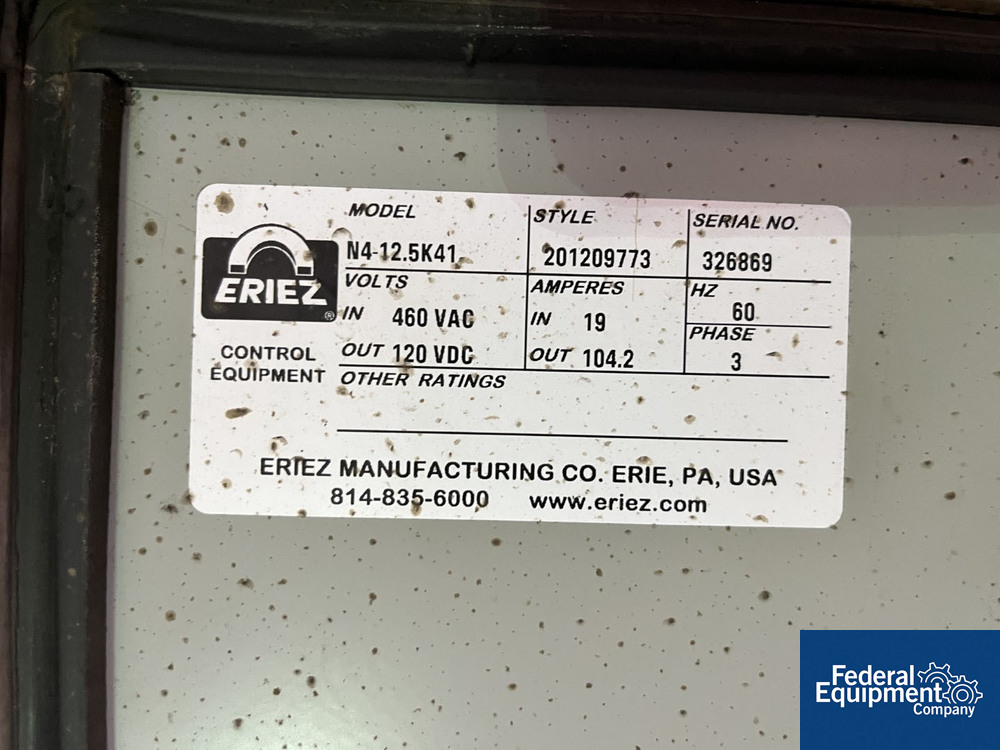 MODEL STYLE SERIAL NO.
N4-12.5K41 201209773 326869
ERIEZ
®
VOLTS AMPERES HZ
IN 460 VAC IN 19 60
PHASE
OUT 120 VDC OUT 104.2 3
CONTROL
EQUIPMENT
OTHER RATINGS
ERIEZ MANUFACTURING CO. ERIE, PA, USA
814-835-6000 www.eriez.com
Federal
Equipment
Company